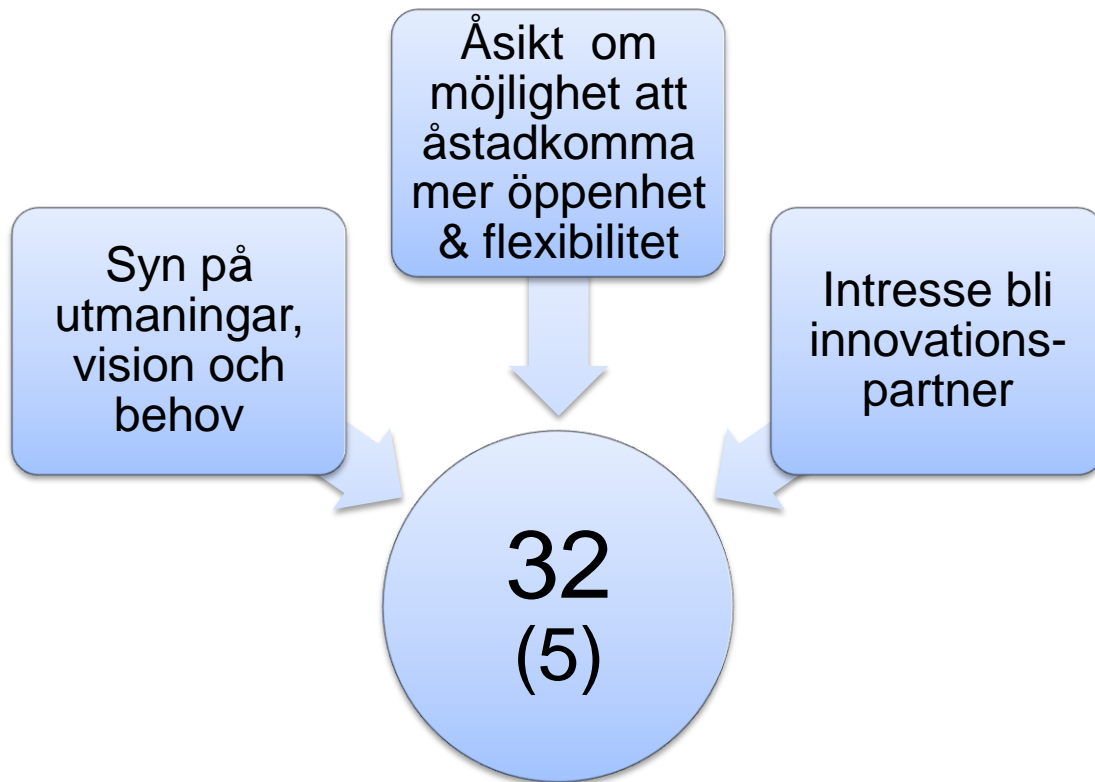 Åsikt om
möjlighet att
åstadkomma
mer öppenhet
& flexibilitet
Syn på
utmaningar,
vision och
behov
Intresse bli
innovations-
partner
32
(5)